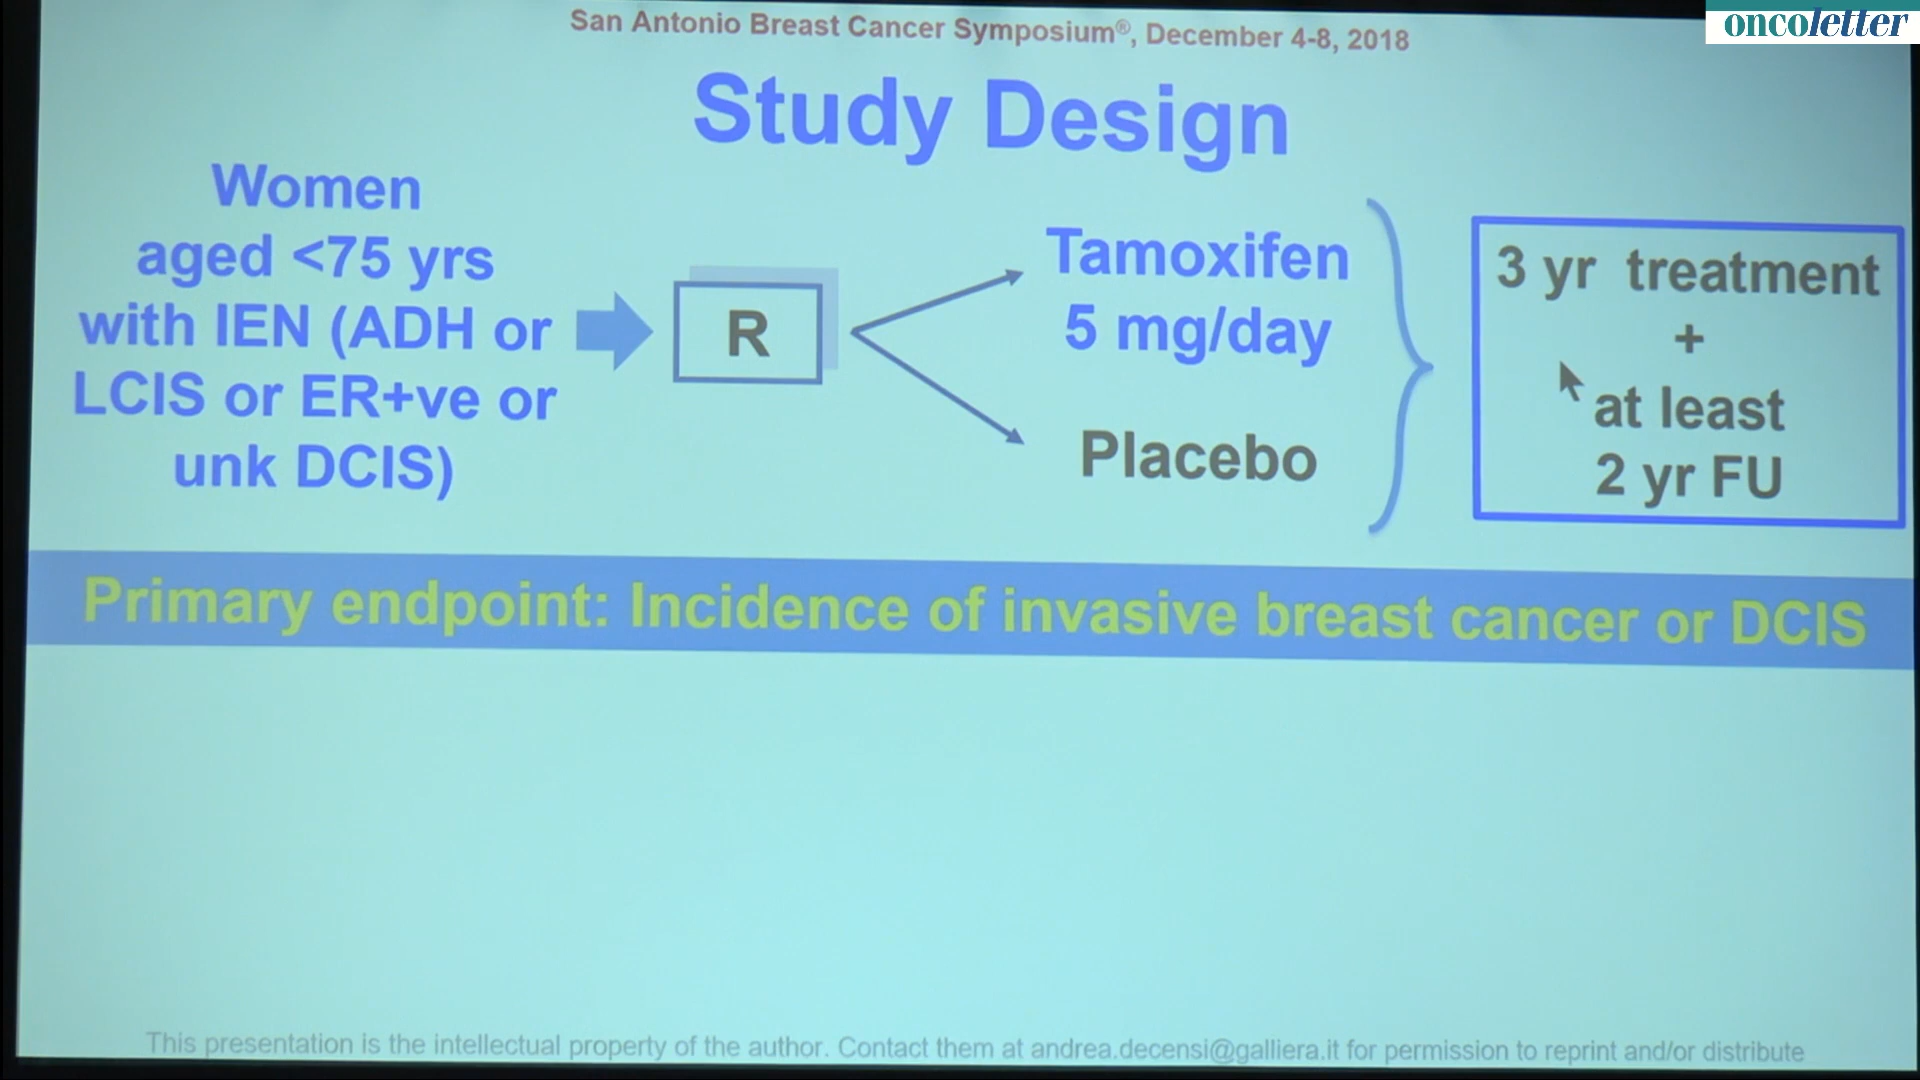 oncoletter
San Antonio Breast Cancer Symposium®, December 4-8, 2018
Study Design
Women
aged <75 yrs
with IEN (ADH or
LCIS or ER+ve or
unk DCIS)
R
Tamoxifen
5 mg/day
Placebo
3 yr treatment
+
at least
2 yr FU
Primary endpoint: Incidence of invasive breast cancer or DCIS
This presentation is the intellectual property of the author. Contact them at andrea.decensi@galliera.it for permission to reprint and/or distribute